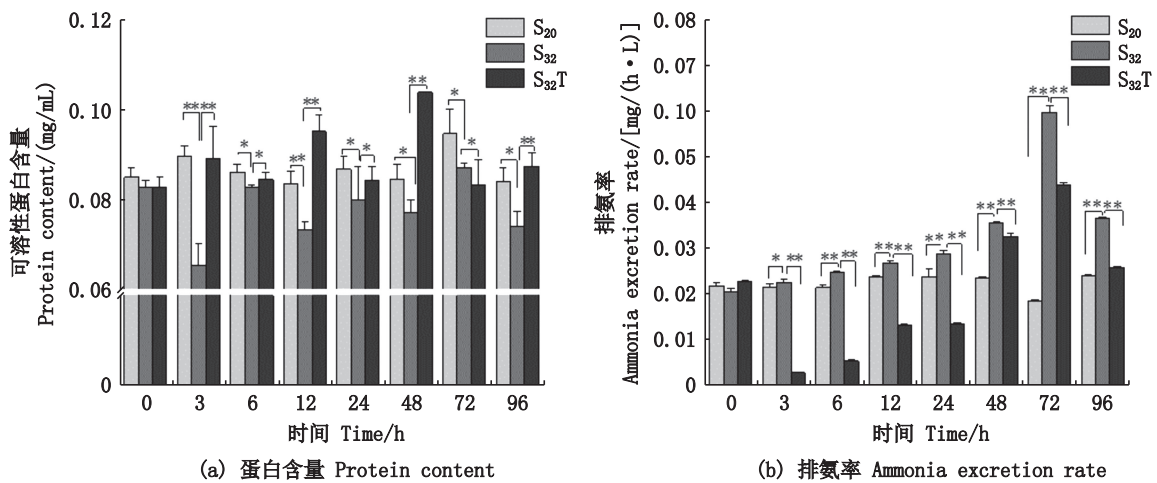 0.12
0.10
0.08
0.06
0
可溶性蛋白含量
Protein content/(mg/mL)
S20
S32
S32T
** **
* *
** **
* *
* **
* *
* **
0 3 6 12 24 48 72 96
时间 Time/h
(a) 蛋白含量 Protein content
0.08
0.07
0.10
0.05
0.04
0.03
0.02
0.01
0
排氨率
Ammonia excretion rate/[mg/(h·L)]
S20
S32
S32T
* **
** **
** **
** **
** **
** **
** **
0 3 6 12 24 48 72 96
时间 Time/h
(b) 排氨率 Ammonia excretion rate